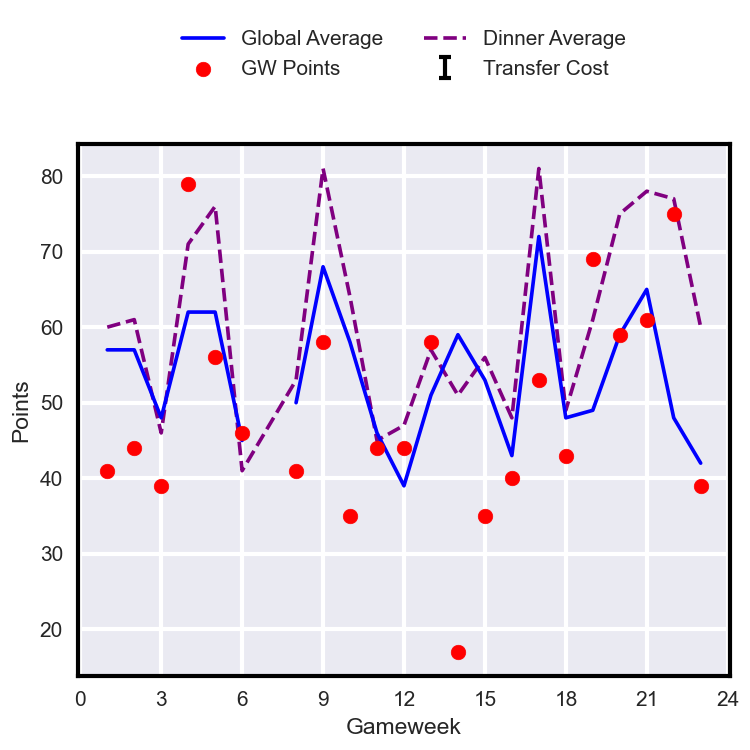 Global Average
Dinner Average
GW Points
Transfer Cost
80
70
60
50
40
30
20
Points
0 3 6 9 12 15 18 21 24
Gameweek